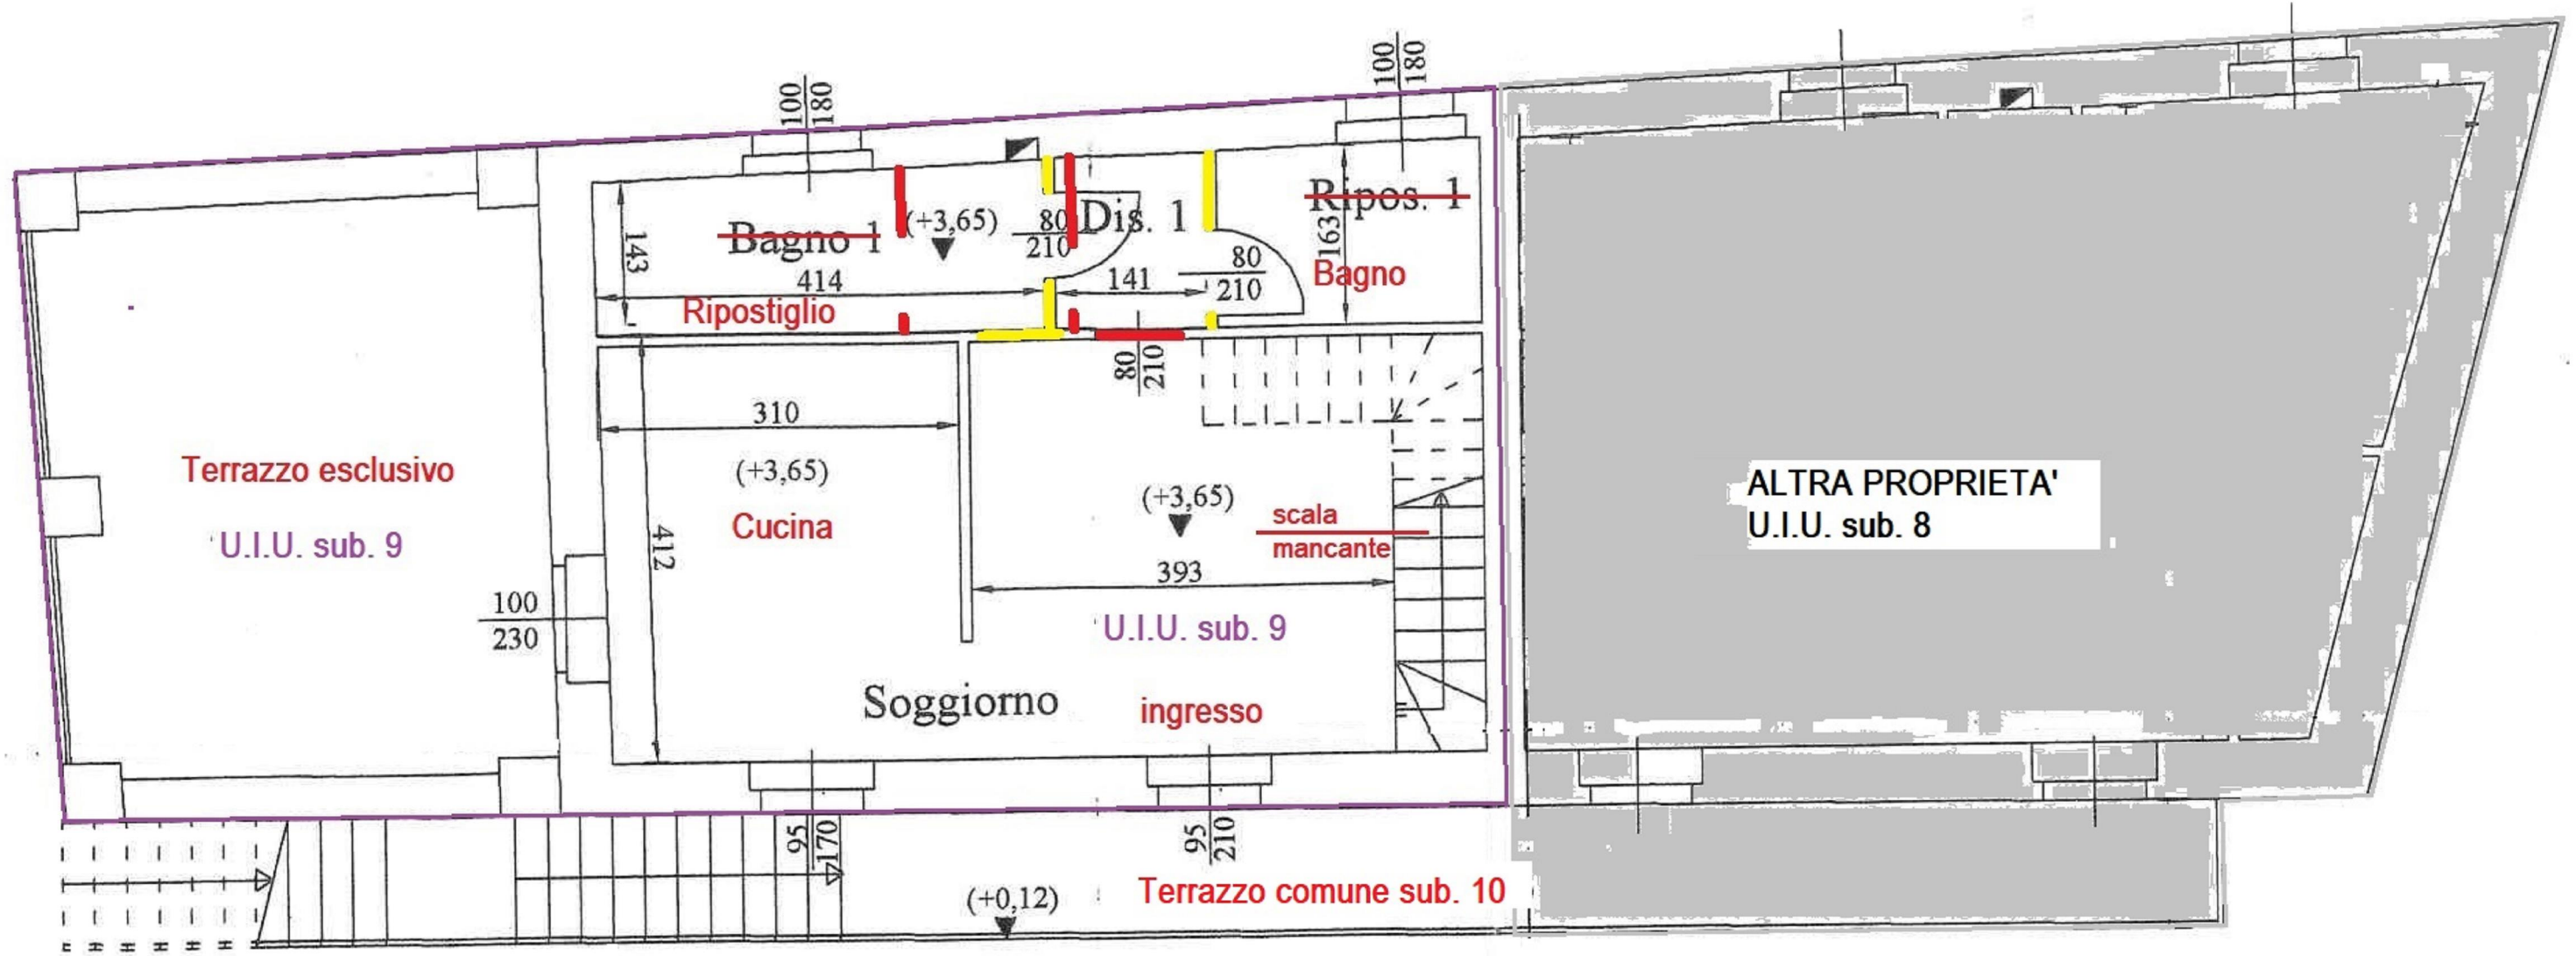 100
180
100
180
Bagno 1
(+3,65)
80
210
Dis. 1
Ripos. 1
143
414
141
80
210
163
Bagno
Ripostiglio
80
210
310
(+3,65)
Cucina
412
Terrazzo esclusivo
U.I.U. sub. 9
100
230
(+3,65)
scala
mancante
393
U.I.U. sub. 9
Soggiorno
ingresso
ALTRA PROPRIETA'
U.I.U. sub. 8
95
170
95
210
(+0,12)
Terrazzo comune sub. 10